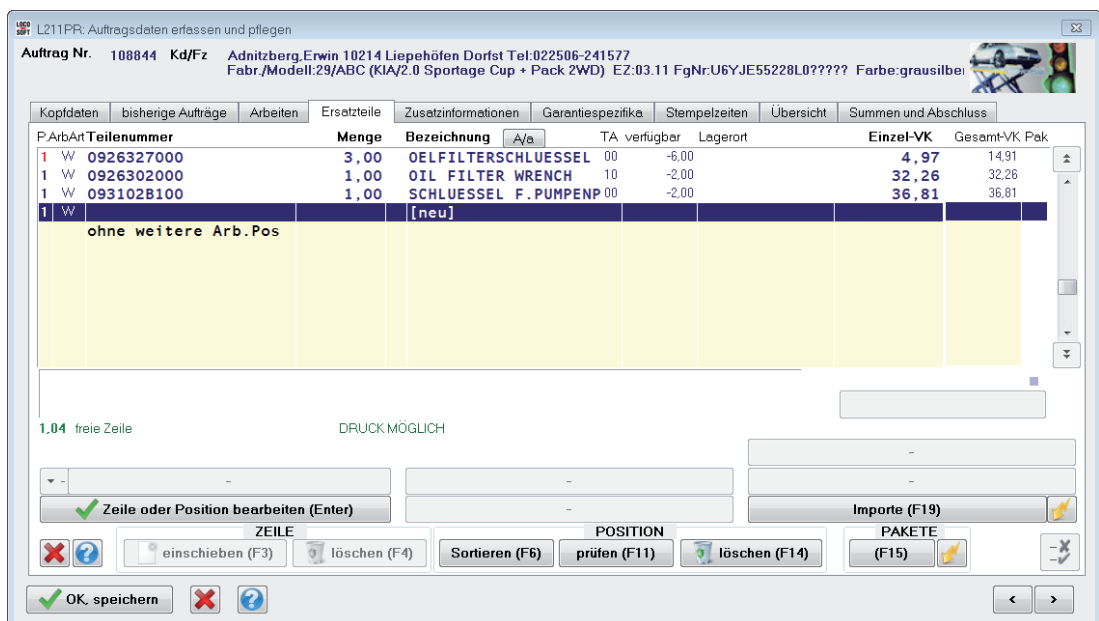 LOCO SOFT L211PR: Auftragsdaten erfassen und pflegen
Auftrag Nr. 108844 Kd/Fz Adnitzberg,Erwin 10214 Liepehöfen Dorfst Tel:022506-241577
Fabr./Modell:29/ABC (KIA/2.0 Sportage Cup + Pack 2WD) EZ:03.11 FgNr:U6YJE55228L0????? Farbe:grausilber
Kopfdaten bisherige Aufträge Arbeiten Ersatzteile Zusatzinformationen Garantiespezifika Stempelzeiten Übersicht Summen und Abschluss
P.ArbArt Teilenummer Menge Bezeichnung A/a TA verfügbar Lagerort Einzel-VK Gesamt-VK Pak
1 W 0926327000 3,00 OELFILTERSCHLUESSEL 00 -6,00 4,97 14,91
1 W 0926302000 1,00 OIL FILTER WRENCH 10 -2,00 32,26 32,26
1 W 093102B100 1,00 SCHLUESSEL F.PUMPENP 00 -2,00 36,81 36,81
1 W [neu]
ohne weitere Arb.Pos
1,04 freie Zeile DRUCK MÖGLICH
-
- - - -
Zeile oder Position bearbeiten (Enter) - Importe (F19)
ZEILE POSITION PAKETE
einschieben (F3) löschen (F4) Sortieren (F6) prüfen (F11) löschen (F14) (F15)
OK, speichern < >